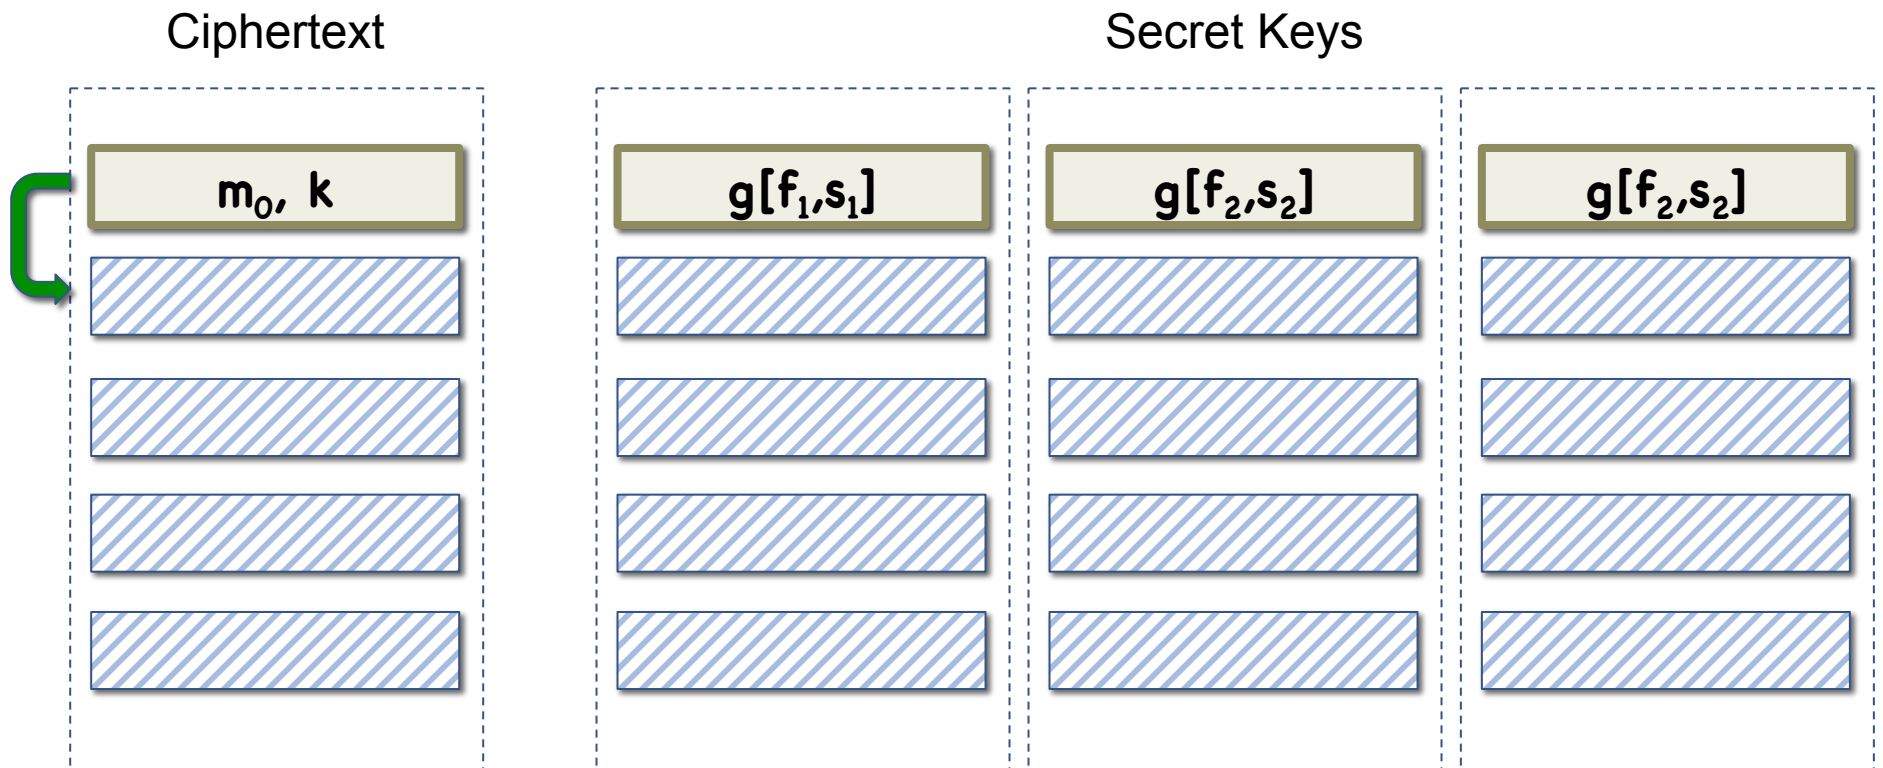 Ciphertext Secret Keys
m₀, k g[f₁,s₁] g[f₂,s₂] g[f₂,s₂]